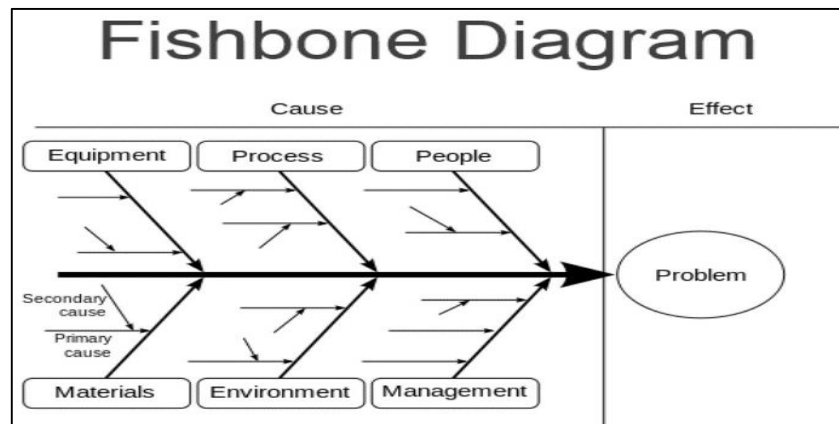 Fishbone Diagram
Cause
Effect
Equipment
Process
People
Problem
Secondary
cause
Primary
cause
Materials
Environment
Management